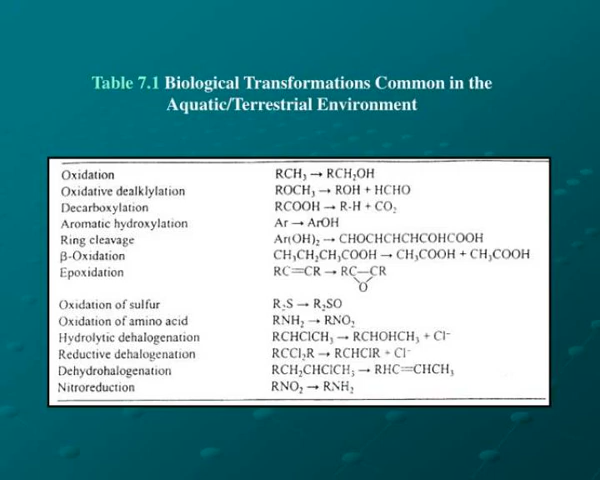 Table 7.1 Biological Transformations Common in the
Aquatic/Terrestrial Environment
Oxidation RCH₃ → RCH₂OH
Oxidative dealklylation ROCH₃ → ROH + HCHO
Decarboxylation RCOOH → R-H + CO₂
Aromatic hydroxylation Ar → ArOH
Ring cleavage Ar(OH)₂ → CHOCHCHCHCOHCOOH
β-Oxidation CH₃CH₂CH₂COOH → CH₃COOH + CH₃COOH
Epoxidation RC=CR → RC—CR
O
Oxidation of sulfur R₂S → R₂SO
Oxidation of amino acid RNH₂ → RNO₂
Hydrolytic dehalogenation RCHClCH₃ → RCHOHCH₃ + Cl⁻
Reductive dehalogenation RCCl₂R → RCHClR + Cl⁻
Dehydrohalogenation RCH₂CHClCH₃ → RHC=CHCH₃
Nitroreduction RNO₂ → RNH₂